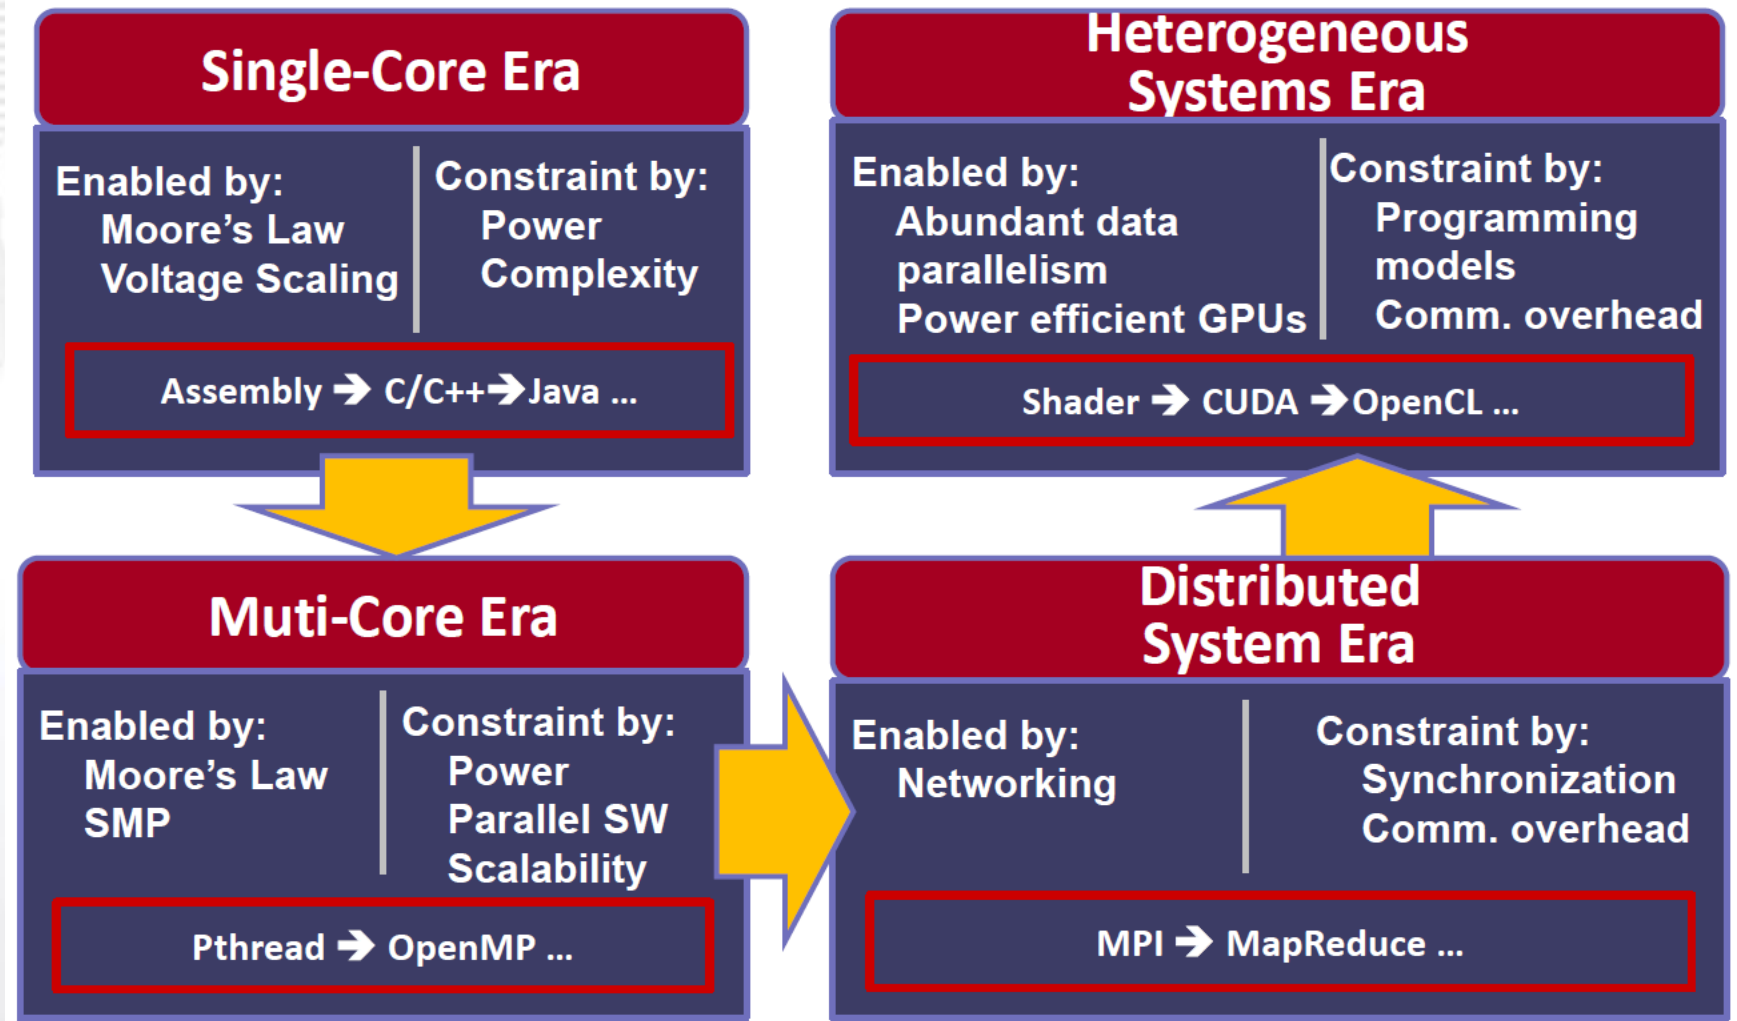 Single-Core Era
Enabled by:
Moore's Law
Voltage Scaling
Constraint by:
Power
Complexity
Assembly ➔ C/C++➔Java ...
Muti-Core Era
Enabled by:
Moore's Law
SMP
Constraint by:
Power
Parallel SW
Scalability
Pthread ➔ OpenMP ...
Distributed
System Era
Enabled by:
Networking
Constraint by:
Synchronization
Comm. overhead
MPI ➔ MapReduce ...
Heterogeneous
Systems Era
Enabled by:
Abundant data
parallelism
Power efficient GPUs
Constraint by:
Programming
models
Comm. overhead
Shader ➔ CUDA ➔OpenCL ...